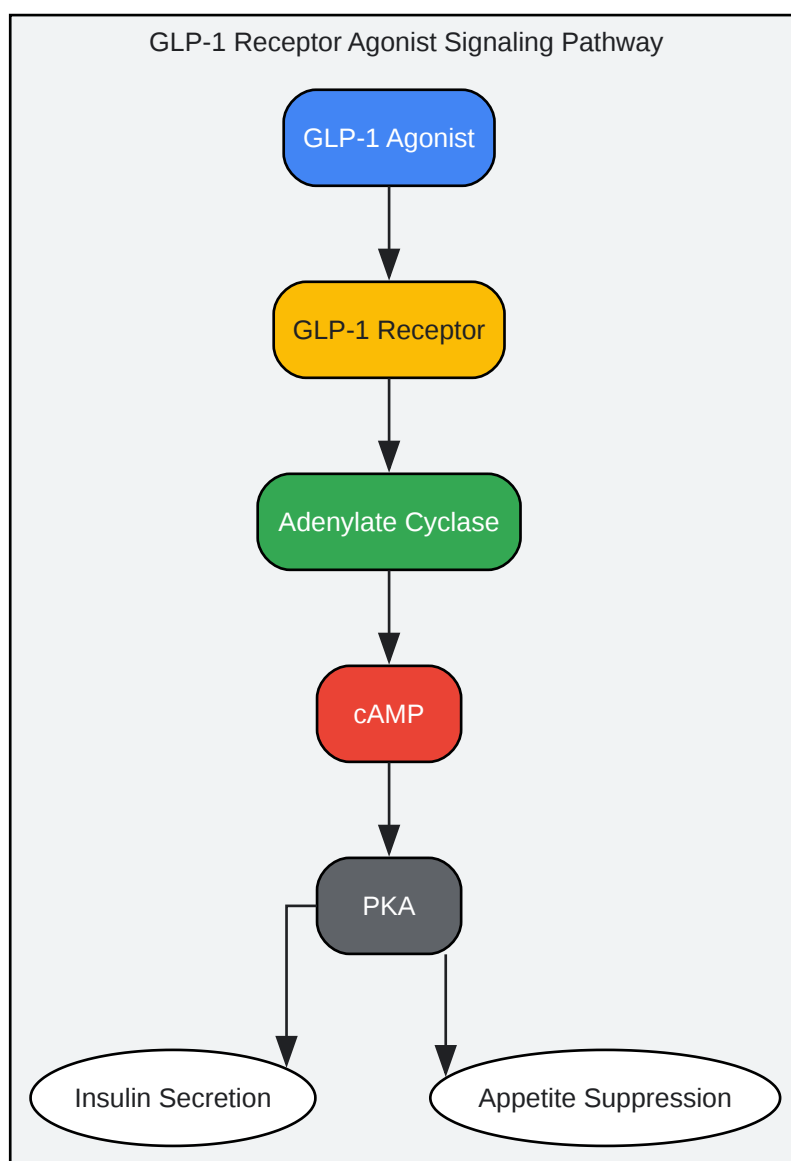 GLP-1 Receptor Agonist Signaling Pathway
GLP-1 Agonist
GLP-1 Receptor
Adenylate Cyclase
cAMP
PKA
Insulin Secretion
Appetite Suppression